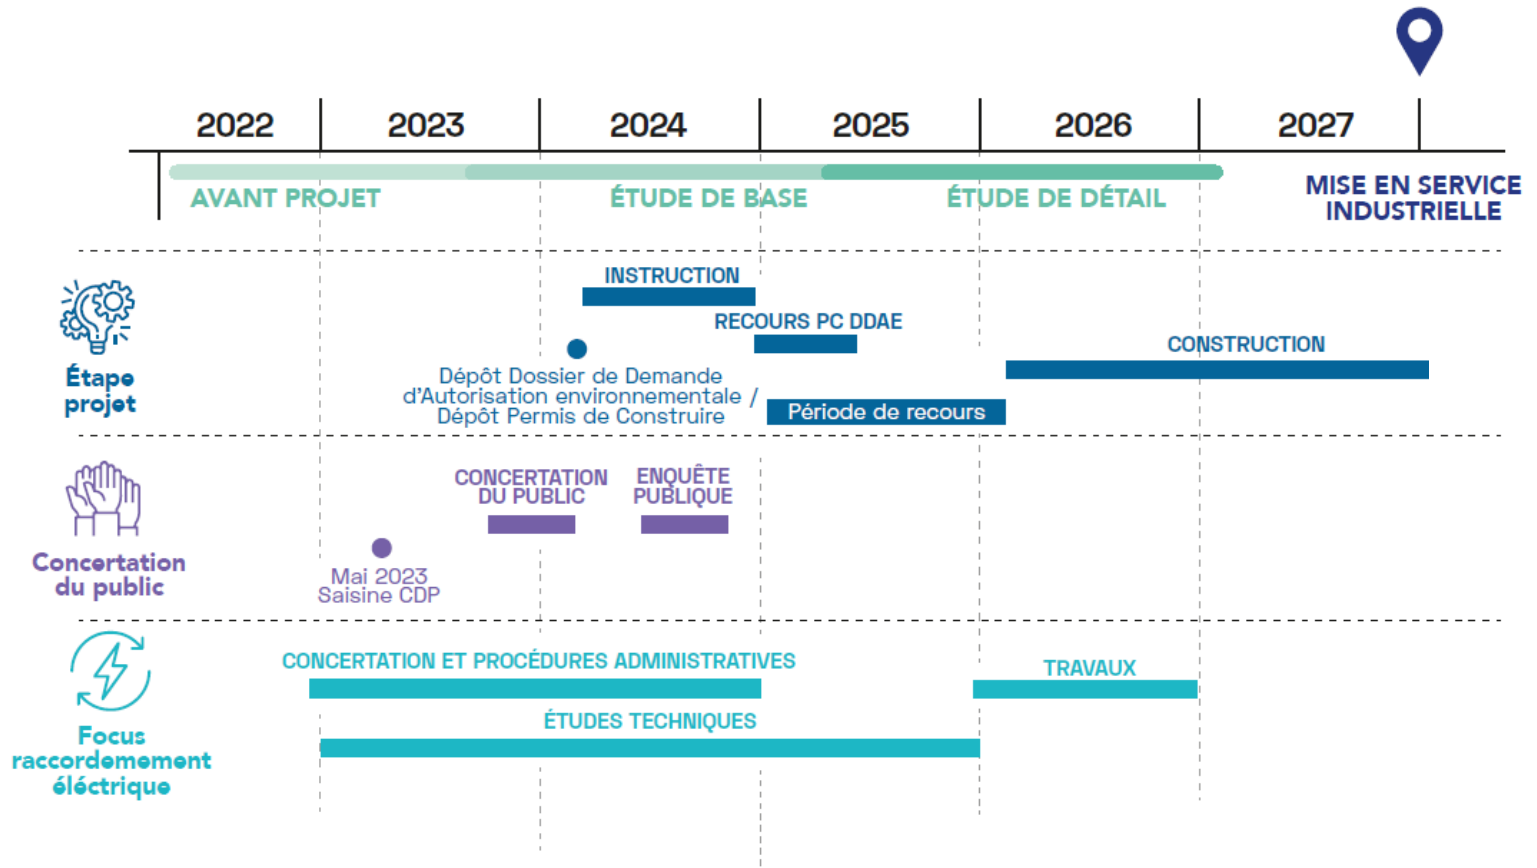 2022
2023
2024
2025
2026
2027
AVANT PROJET
ÉTUDE DE BASE
ÉTUDE DE DÉTAIL
MISE EN SERVICE
INDUSTRIELLE
Étape
projet
INSTRUCTION
RECOURS PC DDAE
CONSTRUCTION
Dépôt Dossier de Demande
d'Autorisation environnementale /
Dépôt Permis de Construire
Période de recours
Concertation
du public
CONCERTATION
DU PUBLIC
ENQUÊTE
PUBLIQUE
Mai 2023
Saisine CDP
Focus
raccordemement
éléctrique
CONCERTATION ET PROCÉDURES ADMINISTRATIVES
TRAVAUX
ÉTUDES TECHNIQUES